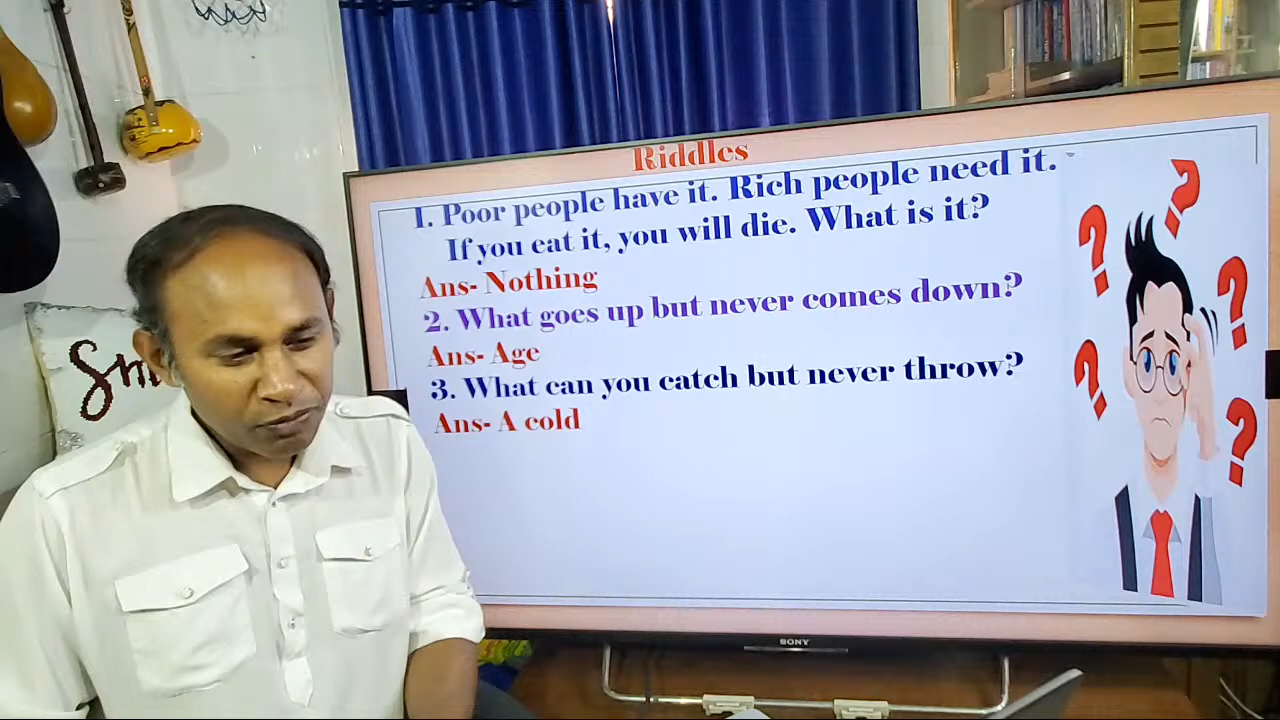 Riddles
1. Poor people have it. Rich people need it.
If you eat it, you will die. What is it?
Ans- Nothing
2. What goes up but never comes down?
Ans- Age
3. What can you catch but never throw?
Ans- A cold
SONY